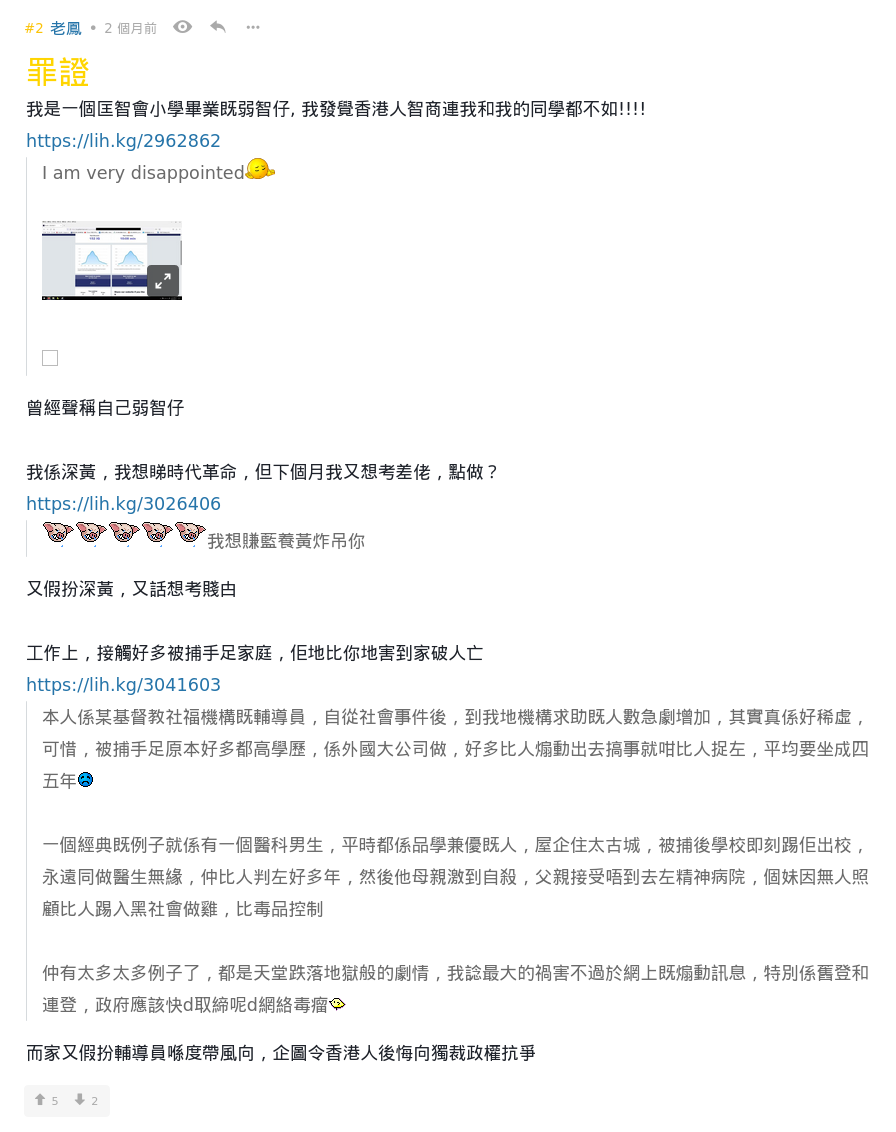 #2 老鳳 • 2 個月前
罪證
我是一個匡智會小學畢業既弱智仔, 我發覺香港人智商連我和我的同學都不如!!!!
https://lih.kg/2962862
I am very disappointed
曾經聲稱自己弱智仔
我係深黃，我想睇時代革命，但下個月我又想考差佬，點做？
https://lih.kg/3026406
我想賺藍養黃炸吊你
又假扮深黃，又話想考賤甴
工作上，接觸好多被捕手足家庭，佢地比你地害到家破人亡
https://lih.kg/3041603
本人係某基督教社福機構既輔導員，自從社會事件後，到我地機構求助既人數急劇增加，其實真係好稀虛，
可惜，被捕手足原本好多都高學歷，係外國大公司做，好多比人煽動出去搞事就咁比人捉左，平均要坐成四
五年
一個經典既例子就係有一個醫科男生，平時都係品學兼優既人，屋企住太古城，被捕後學校即刻踢佢出校，
永遠同做醫生無緣，仲比人判左好多年，然後他母親激到自殺，父親接受唔到去左精神病院，個妹因無人照
顧比人踢入黑社會做雞，比毒品控制
仲有太多太多例子了，都是天堂跌落地獄般的劇情，我諗最大的禍害不過於網上既煽動訊息，特別係舊登和
連登，政府應該快d取締呢d網絡毒瘤
而家又假扮輔導員喺度帶風向，企圖令香港人後悔向獨裁政權抗爭
5 2